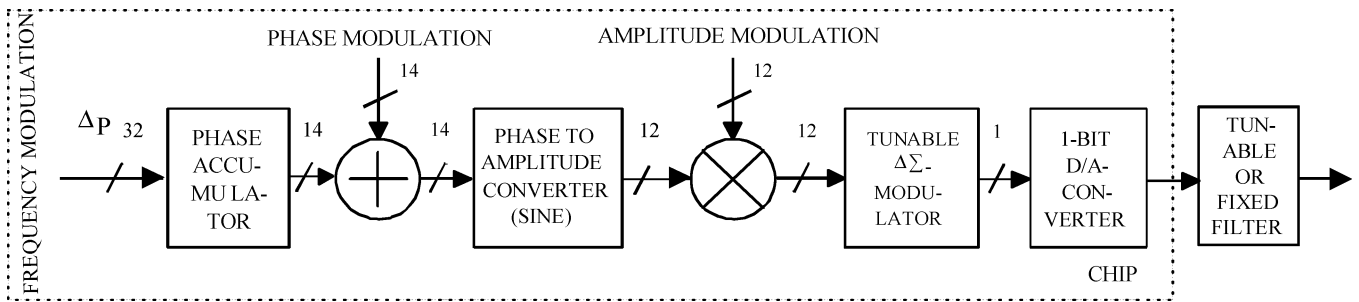 FREQUENCY MODULATION
PHASE MODULATION
AMPLITUDE MODULATION
14
12
ΔP 32
PHASE
ACCU-
MU LA-
TOR
14
14
PHASE TO
AMPLITUDE
CONVERTER
(SINE)
12
12
TUNABLE
ΔΣ-
MODU-
LATOR
1
1-BIT
D/A-
CON-
VERTER
TUN-
ABLE
OR
FIXED
FILTER
CHIP